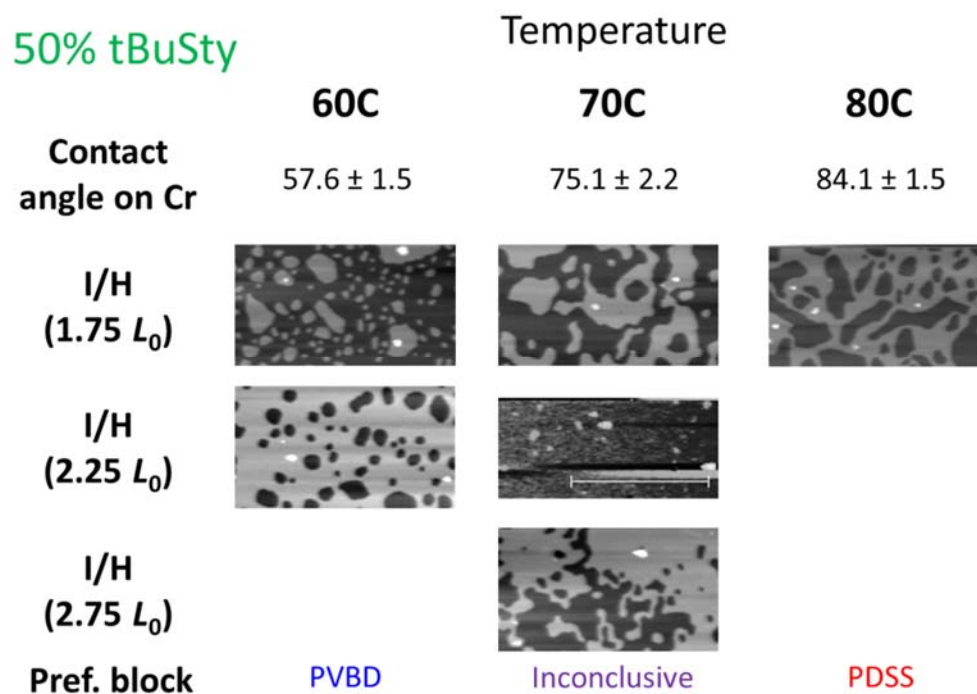 50% tBuSty
Temperature
60C 70C 80C
Contact
angle on Cr
57.6 ± 1.5 75.1 ± 2.2 84.1 ± 1.5
I/H
(1.75 L₀)
I/H
(2.25 L₀)
I/H
(2.75 L₀)
Pref. block PVBD Inconclusive PDSS